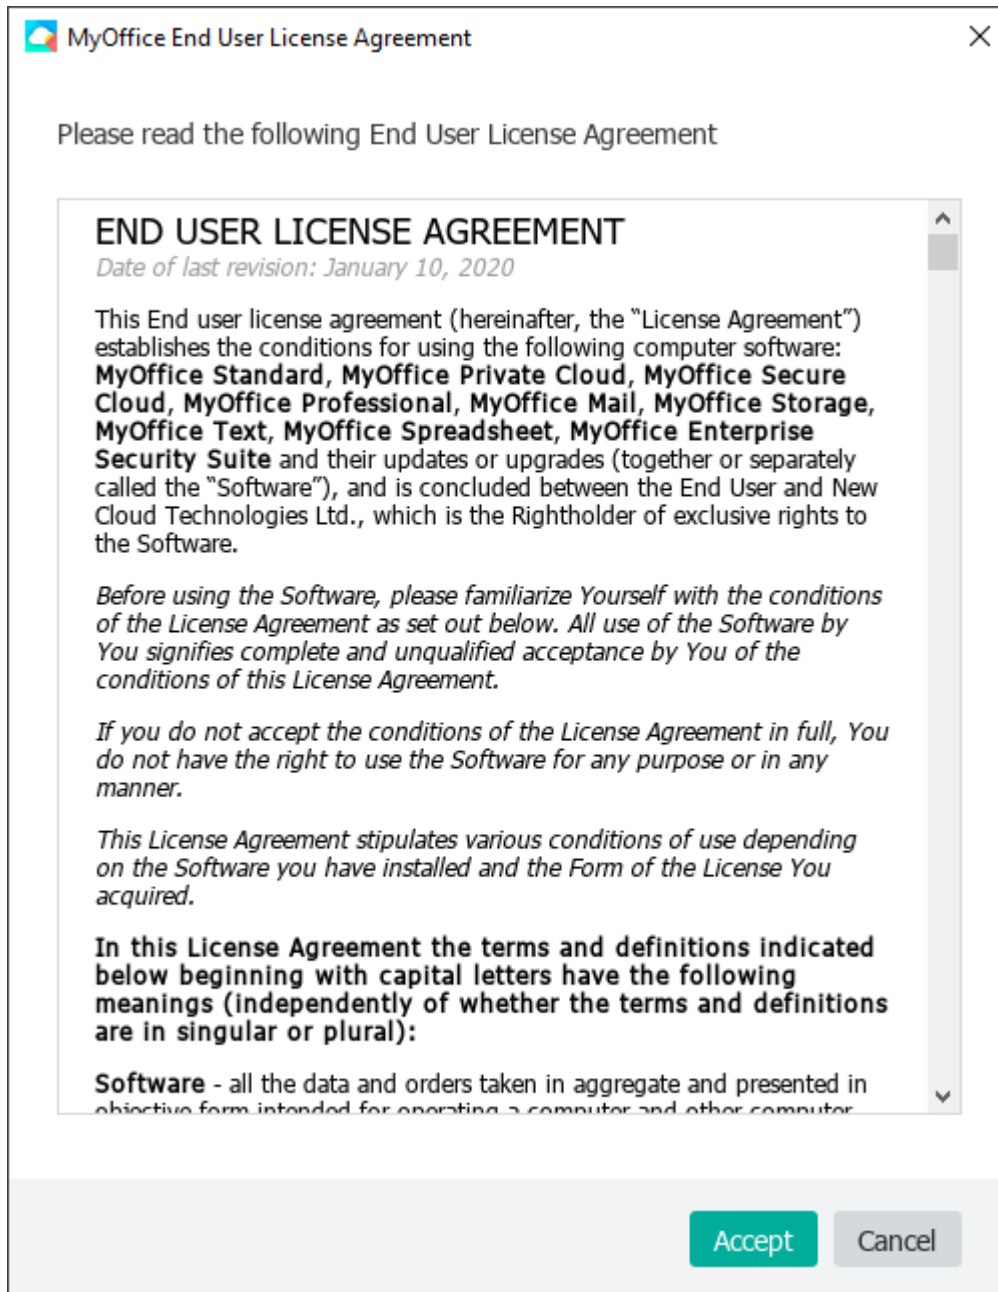 MyOffice End User License Agreement
Please read the following End User License Agreement
END USER LICENSE AGREEMENT
Date of last revision: January 10, 2020
This End user license agreement (hereinafter, the “License Agreement”)
establishes the conditions for using the following computer software:
MyOffice Standard, MyOffice Private Cloud, MyOffice Secure
Cloud, MyOffice Professional, MyOffice Mail, MyOffice Storage,
MyOffice Text, MyOffice Spreadsheet, MyOffice Enterprise
Security Suite and their updates or upgrades (together or separately
called the “Software”), and is concluded between the End User and New
Cloud Technologies Ltd., which is the Rightholder of exclusive rights to
the Software.
Before using the Software, please familiarize Yourself with the conditions
of the License Agreement as set out below. All use of the Software by
You signifies complete and unqualified acceptance by You of the
conditions of this License Agreement.
If you do not accept the conditions of the License Agreement in full, You
do not have the right to use the Software for any purpose or in any
manner.
This License Agreement stipulates various conditions of use depending
on the Software you have installed and the Form of the License You
acquired.
In this License Agreement the terms and definitions indicated
below beginning with capital letters have the following
meanings (independently of whether the terms and definitions
are in singular or plural):
Software - all the data and orders taken in aggregate and presented in
objective form intended for operating a computer and other computer
Accept
Cancel